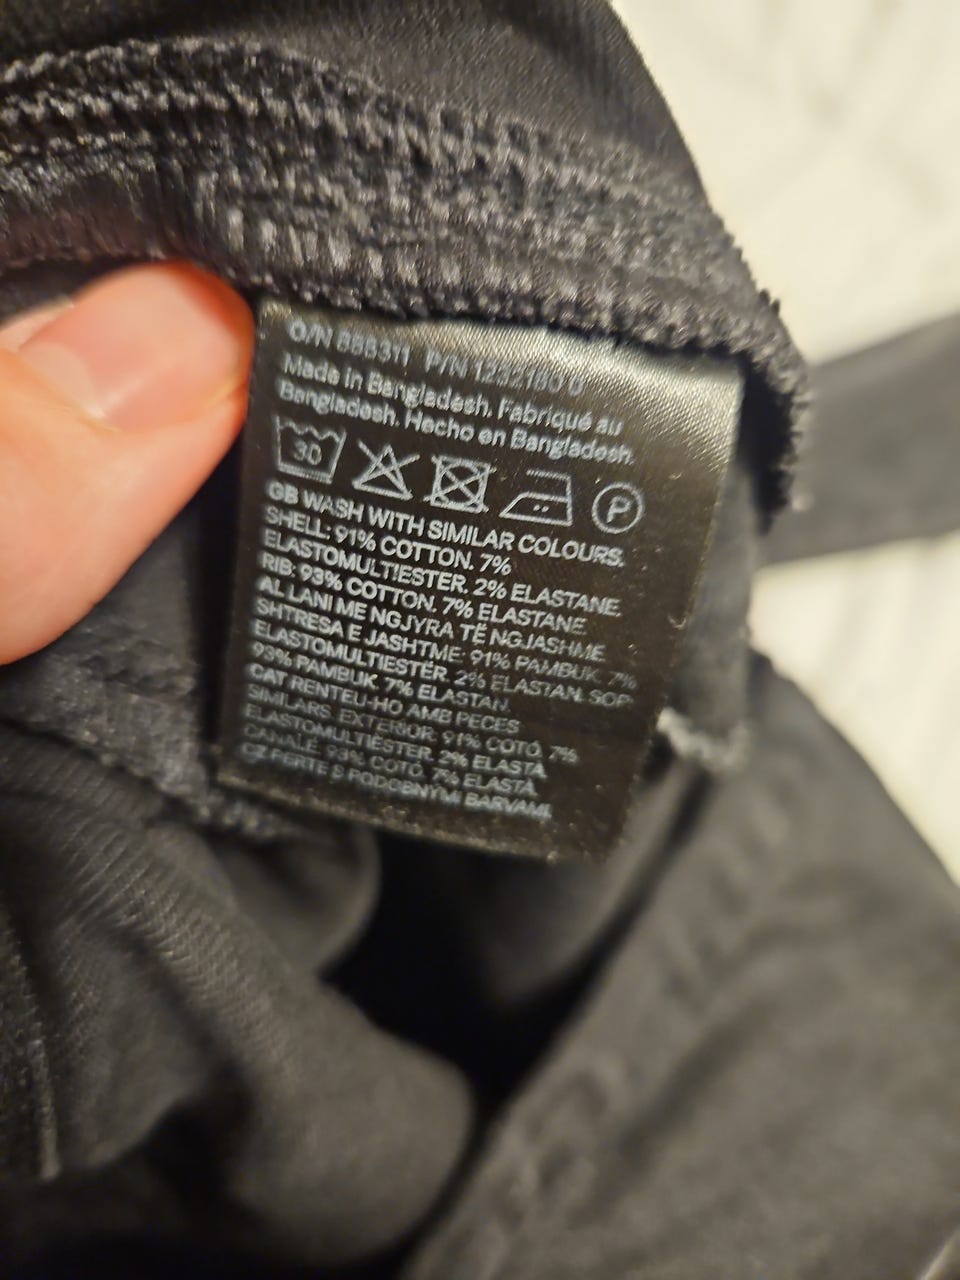 O/N 888311 P/N 1232180 0
Made in Bangladesh. Fabriqué au
Bangladesh. Hecho en Bangladesh.
30 P
GB WASH WITH SIMILAR COLOURS.
SHELL: 91% COTTON. 7%
ELASTOMULTIESTER. 2% ELASTANE.
RIB: 93% COTTON. 7% ELASTANE.
AL LANI ME NGJYRA TË NGJASHME.
SHTRESA E JASHTME: 91% PAMBUK. 7%
ELASTOMULTIESTËR. 2% ELASTAN. SOP:
93% PAMBUK. 7% ELASTAN.
CAT RENTEU-HO AMB PECES
SIMILARS. EXTERIOR: 91% COTÓ. 7%
ELASTOMULTIÈSTER. 2% ELASTÀ.
CANALÉ: 93% COTÓ. 7% ELASTÀ.
CZ PERTE S PODOBNÝMI BARVAMI.